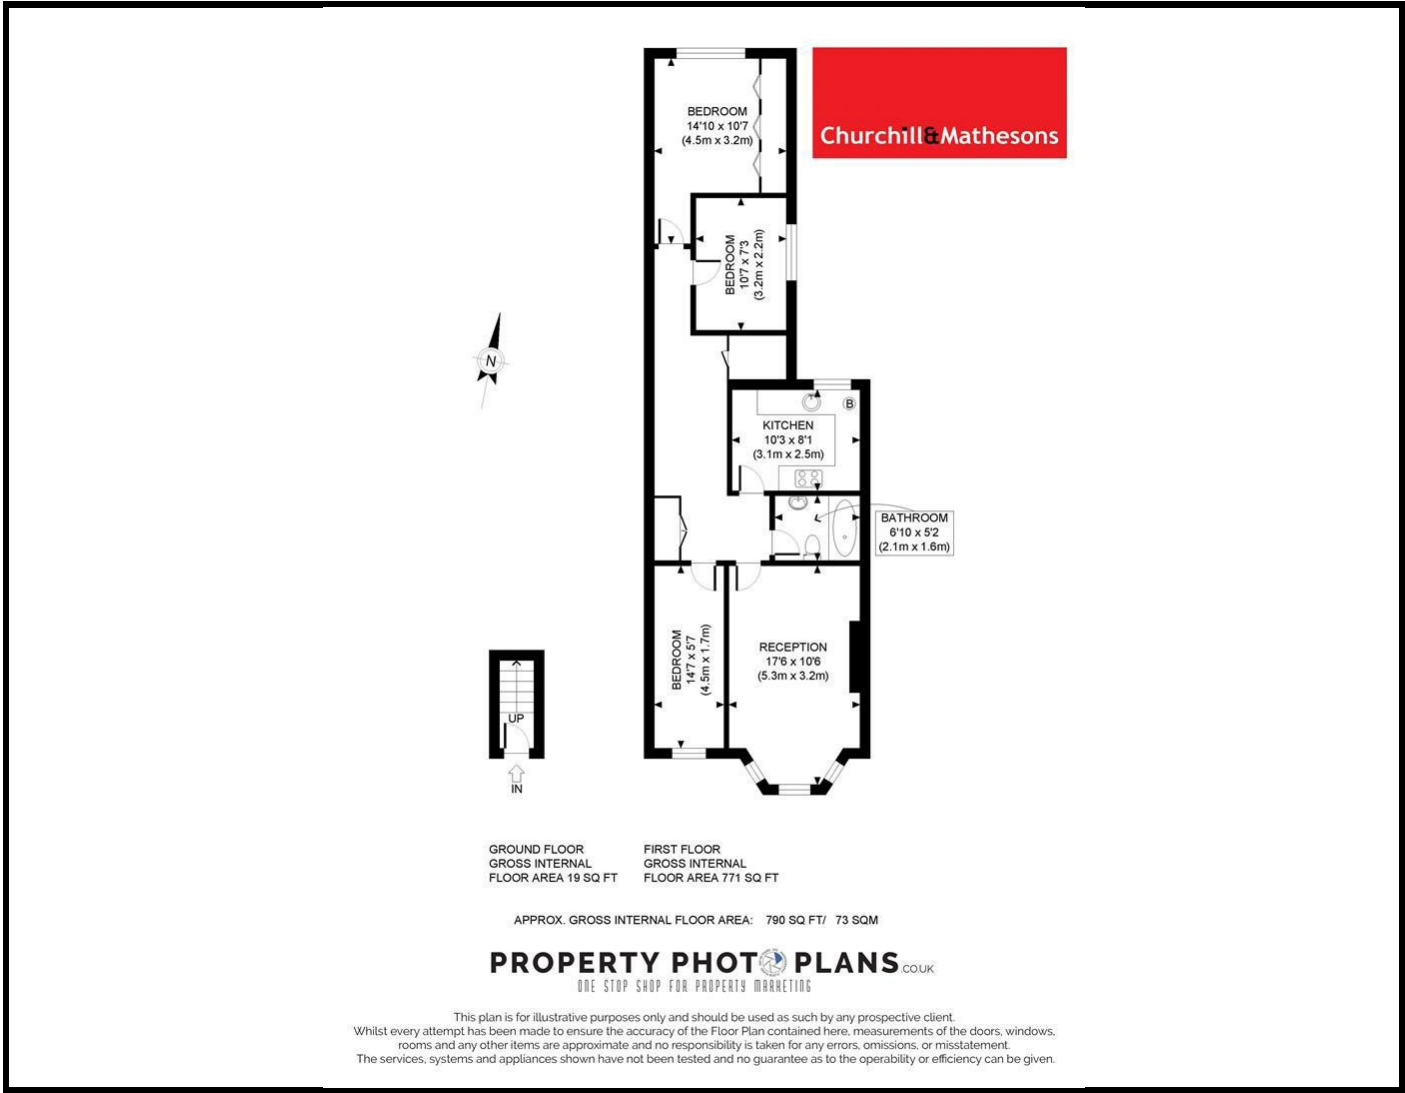 Churchill&Mathesons
BEDROOM
14'10 x 10'7
(4.5m x 3.2m)
BEDROOM
10'7 x 7'3
(3.2m x 2.2m)
N
KITCHEN
10'3 x 8'1
(3.1m x 2.5m)
B
BATHROOM
6'10 x 5'2
(2.1m x 1.6m)
BEDROOM
14'7 x 5'7
(4.5m x 1.7m)
RECEPTION
17'6 x 10'6
(5.3m x 3.2m)
UP
IN
GROUND FLOOR
GROSS INTERNAL
FLOOR AREA 19 SQ FT
FIRST FLOOR
GROSS INTERNAL
FLOOR AREA 771 SQ FT
APPROX. GROSS INTERNAL FLOOR AREA: 790 SQ FT/ 73 SQM
PROPERTY PHOTO PLANS.CO.UK
ONE STOP SHOP FOR PROPERTY MARKETING
This plan is for illustrative purposes only and should be used as such by any prospective client.
Whilst every attempt has been made to ensure the accuracy of the Floor Plan contained here, measurements of the doors, windows,
rooms and any other items are approximate and no responsibility is taken for any errors, omissions, or misstatement.
The services, systems and appliances shown have not been tested and no guarantee as to the operability or efficiency can be given.